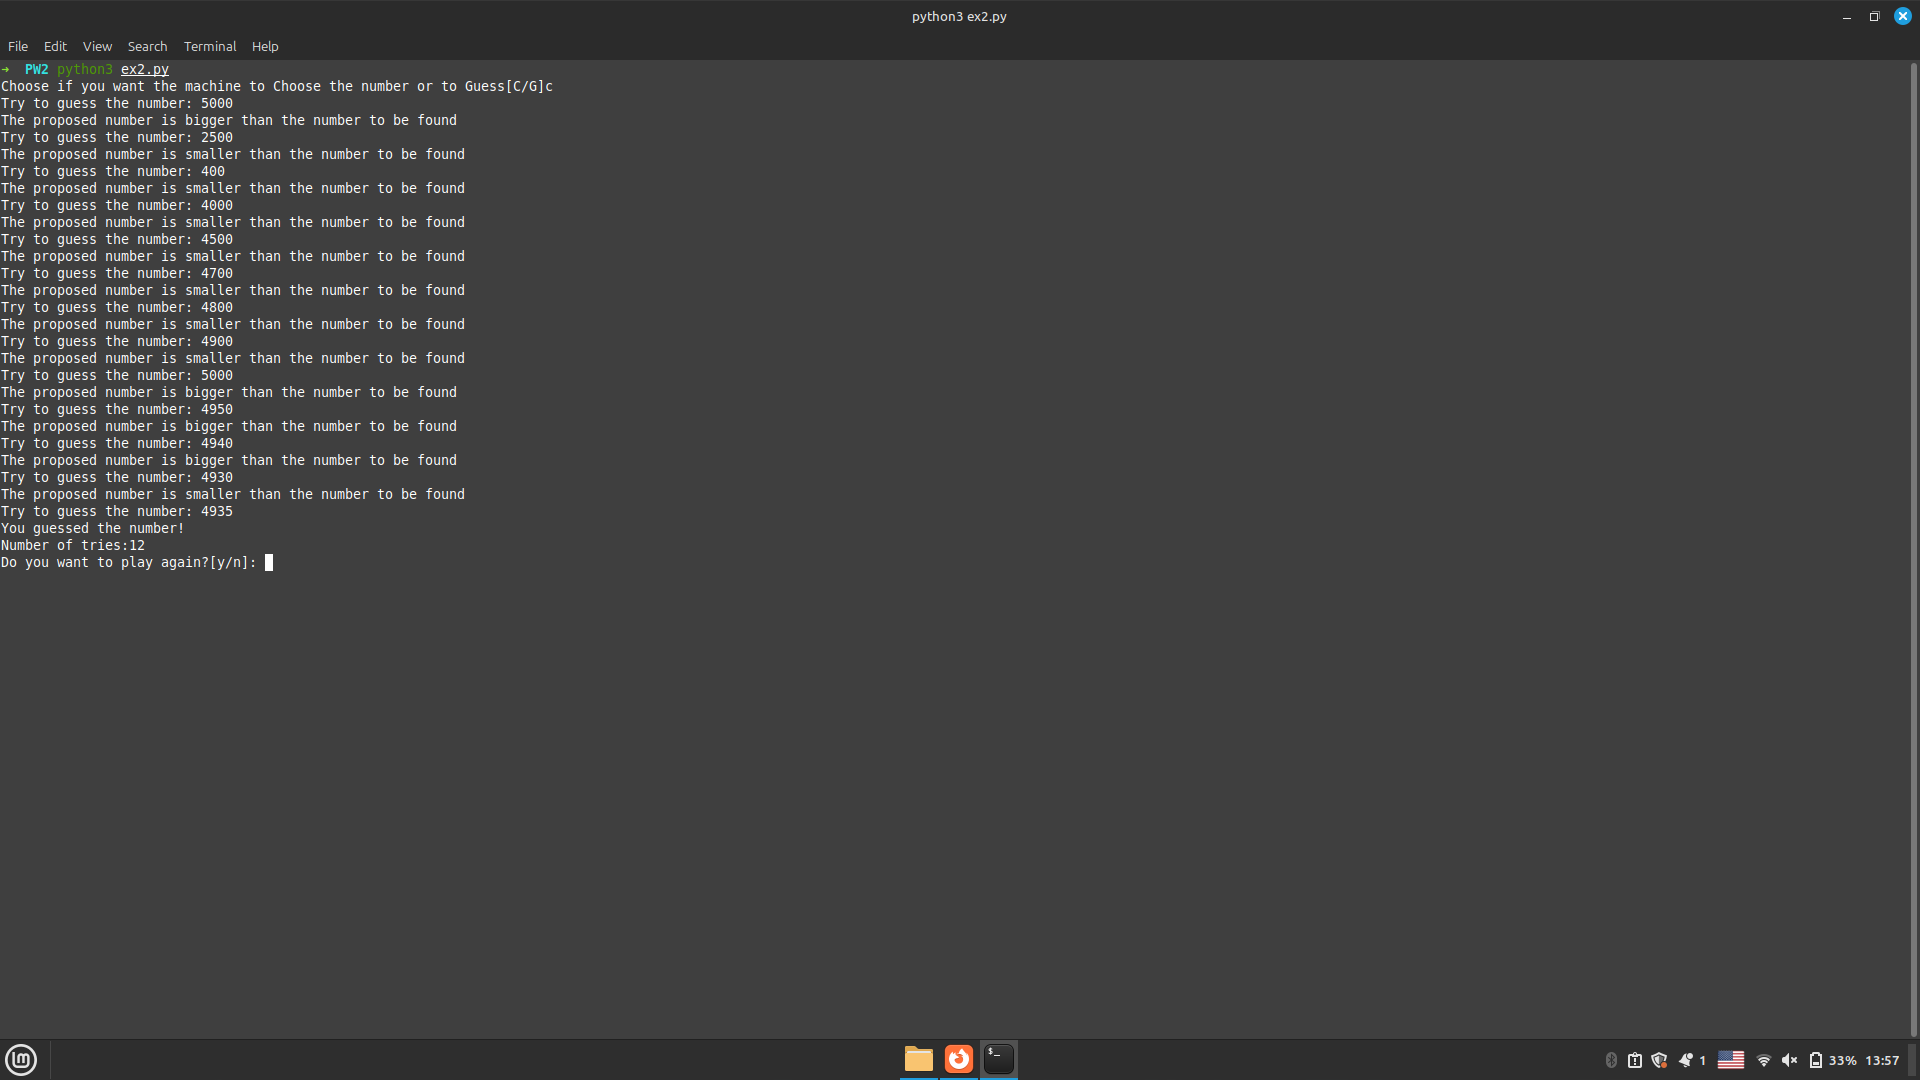 python3 ex2.py
File Edit View Search Terminal Help
→ PW2 python3 ex2.py
Choose if you want the machine to Choose the number or to Guess[C/G]c
Try to guess the number: 5000
The proposed number is bigger than the number to be found
Try to guess the number: 2500
The proposed number is smaller than the number to be found
Try to guess the number: 400
The proposed number is smaller than the number to be found
Try to guess the number: 4000
The proposed number is smaller than the number to be found
Try to guess the number: 4500
The proposed number is smaller than the number to be found
Try to guess the number: 4700
The proposed number is smaller than the number to be found
Try to guess the number: 4800
The proposed number is smaller than the number to be found
Try to guess the number: 4900
The proposed number is smaller than the number to be found
Try to guess the number: 5000
The proposed number is bigger than the number to be found
Try to guess the number: 4950
The proposed number is bigger than the number to be found
Try to guess the number: 4940
The proposed number is bigger than the number to be found
Try to guess the number: 4930
The proposed number is smaller than the number to be found
Try to guess the number: 4935
You guessed the number!
Number of tries:12
Do you want to play again?[y/n]:
1 33% 13:57